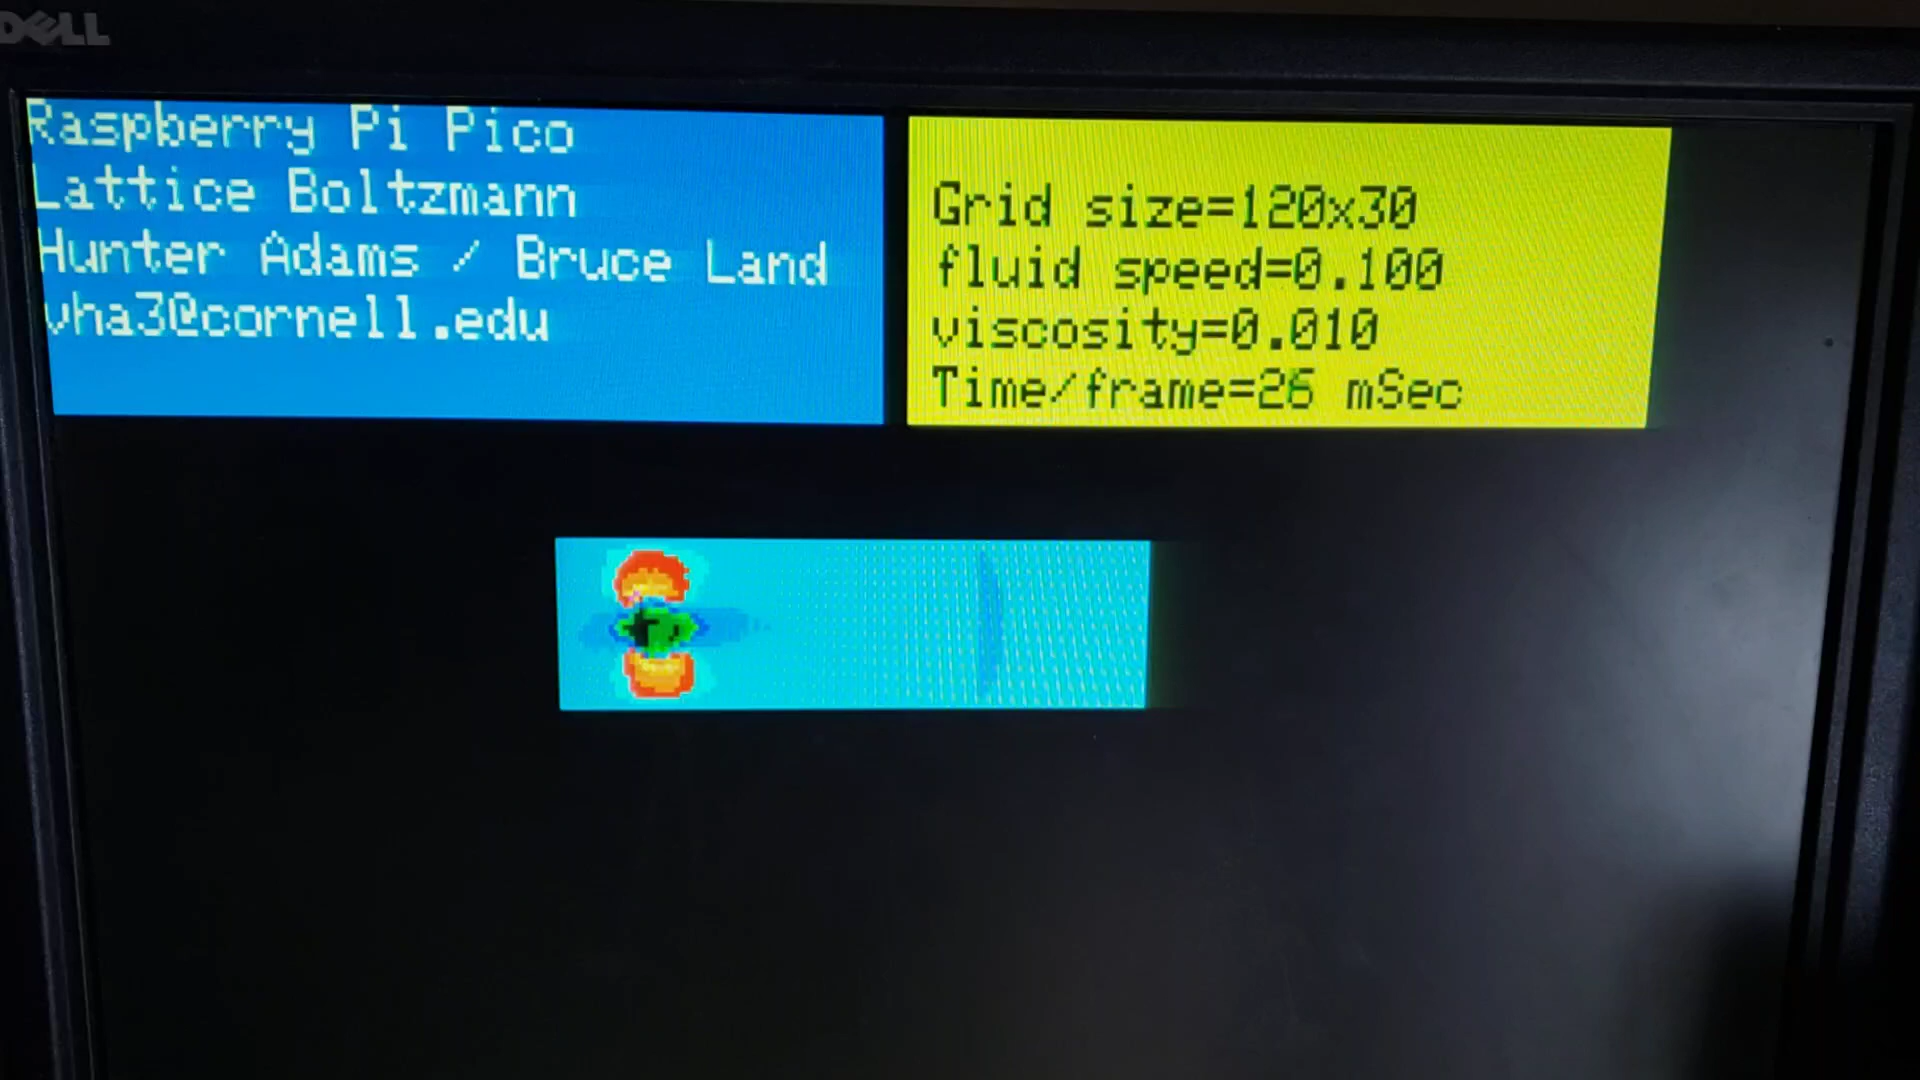 DELL
Raspberry Pi Pico
Lattice Boltzmann
Hunter Adams / Bruce Land
vha3@cornell.edu
Grid size=120x30
fluid speed=0.100
viscosity=0.010
Time/frame=26 mSec